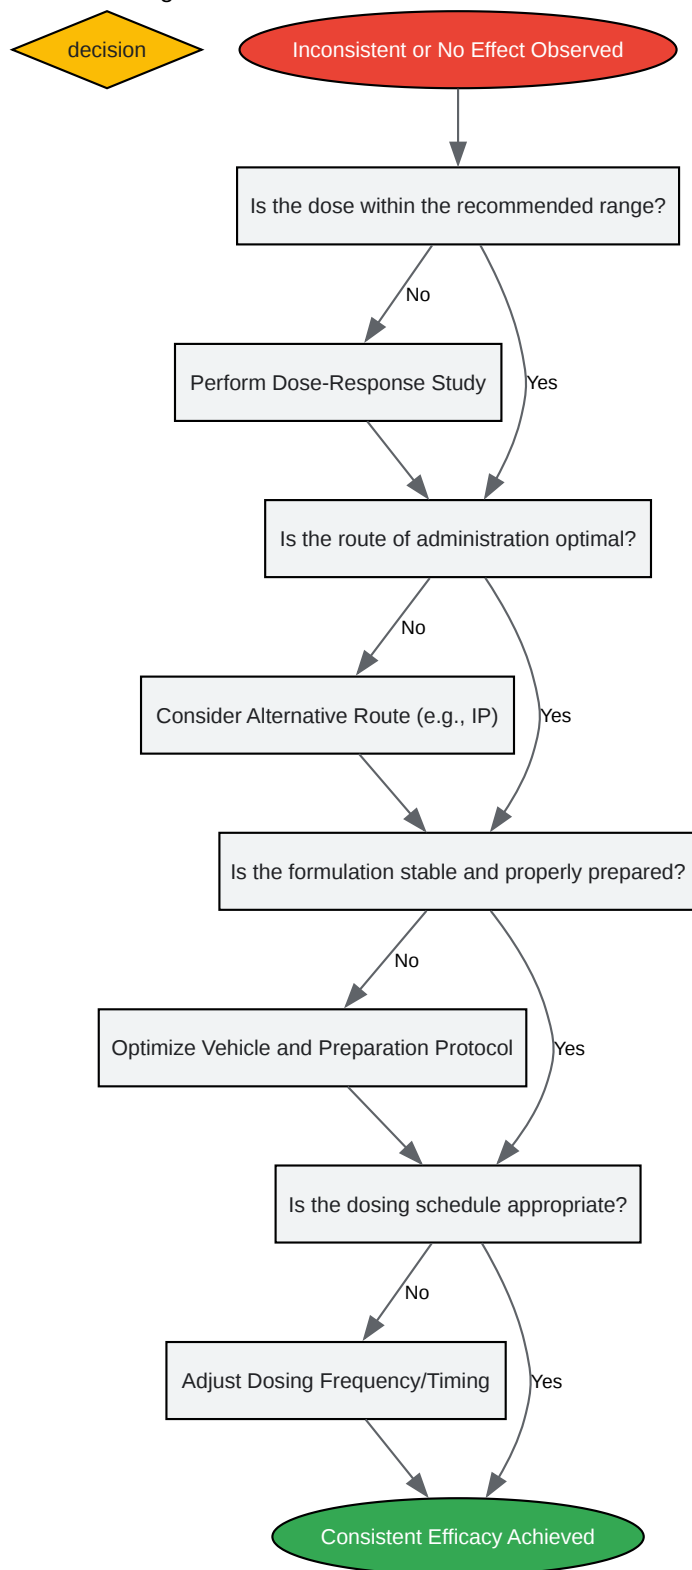 decision
Inconsistent or No Effect Observed
Is the dose within the recommended range?
No
Perform Dose-Response Study
Yes
Is the route of administration optimal?
No
Consider Alternative Route (e.g., IP)
Yes
Is the formulation stable and properly prepared?
No
Optimize Vehicle and Preparation Protocol
Yes
Is the dosing schedule appropriate?
No
Adjust Dosing Frequency/Timing
Yes
Consistent Efficacy Achieved